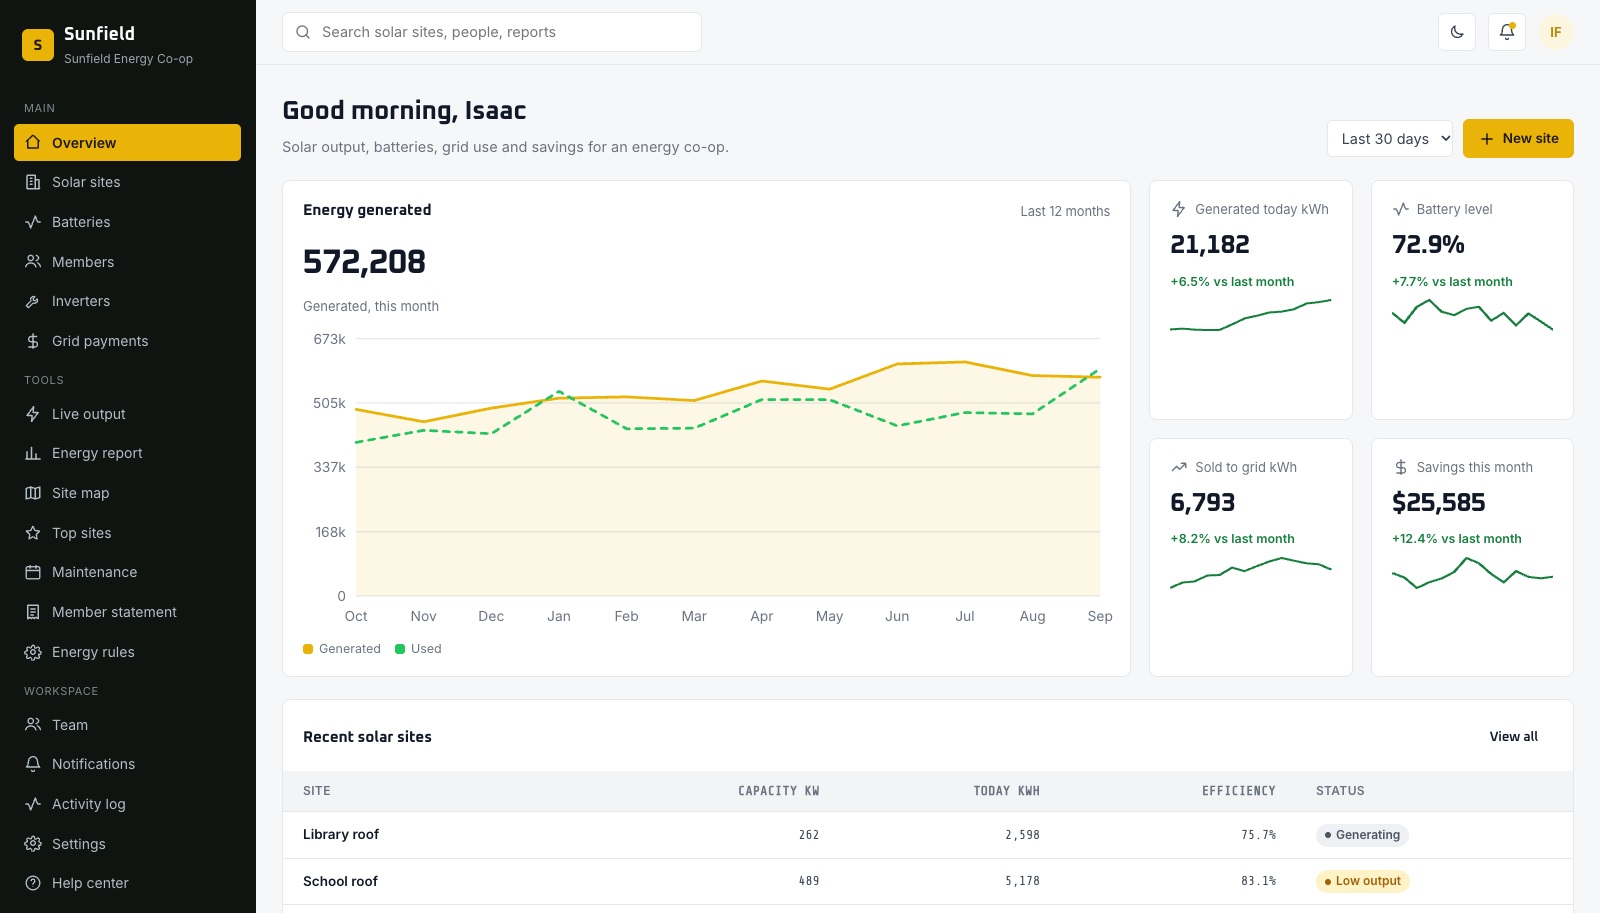 S
Sunfield
Sunfield Energy Co-op
MAIN
Overview
Solar sites
Batteries
Members
Inverters
Grid payments
TOOLS
Live output
Energy report
Site map
Top sites
Maintenance
Member statement
Energy rules
WORKSPACE
Team
Notifications
Activity log
Settings
Help center
Search solar sites, people, reports
IF
Good morning, Isaac
Solar output, batteries, grid use and savings for an energy co-op.
Last 30 days
New site
Energy generated
Last 12 months
572,208
Generated, this month
673k
505k
337k
168k
0
Oct Nov Dec Jan Feb Mar Apr May Jun Jul Aug Sep
Generated Used
Generated today kWh
21,182
+6.5% vs last month
Battery level
72.9%
+7.7% vs last month
Sold to grid kWh
6,793
+8.2% vs last month
Savings this month
$25,585
+12.4% vs last month
Recent solar sites
View all
SITE CAPACITY KW TODAY KWH EFFICIENCY STATUS
Library roof 262 2,598 75.7% Generating
School roof 489 5,178 83.1% Low output